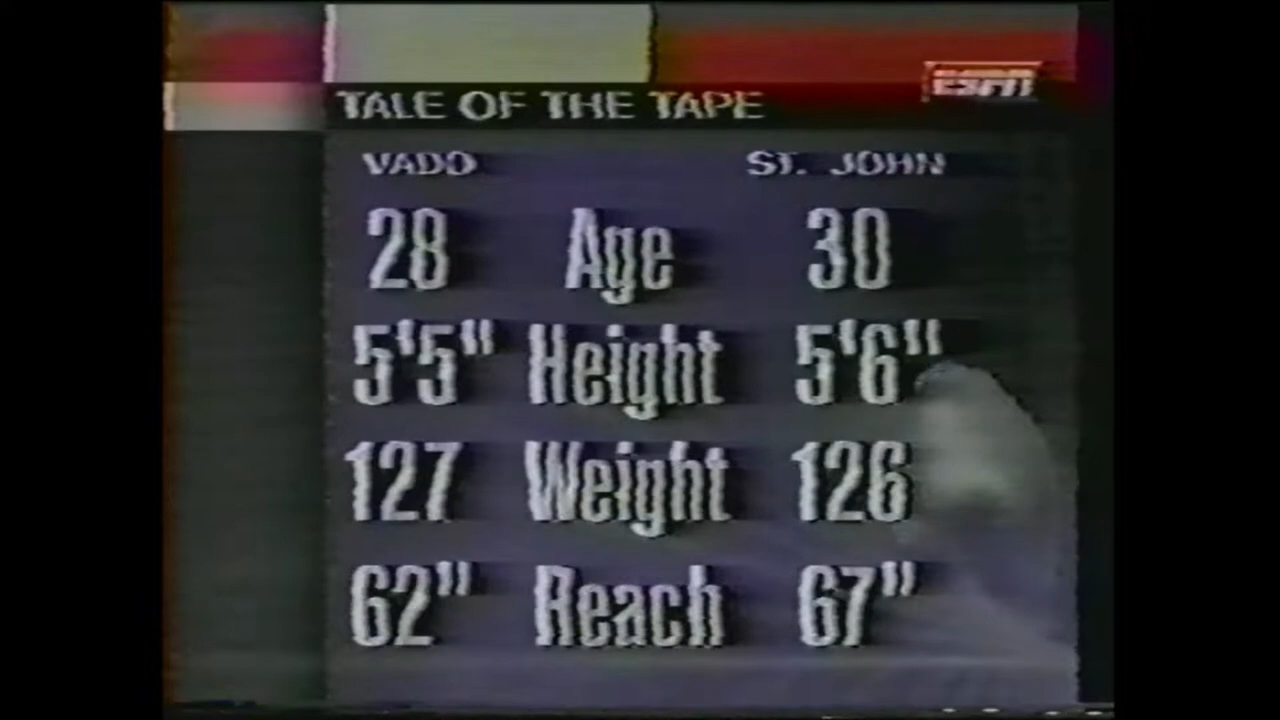 ESPN
TALE OF THE TAPE
VADO ST. JOHN
28 Age 30
5'5" Height 5'6"
127 Weight 126
62" Reach 67"